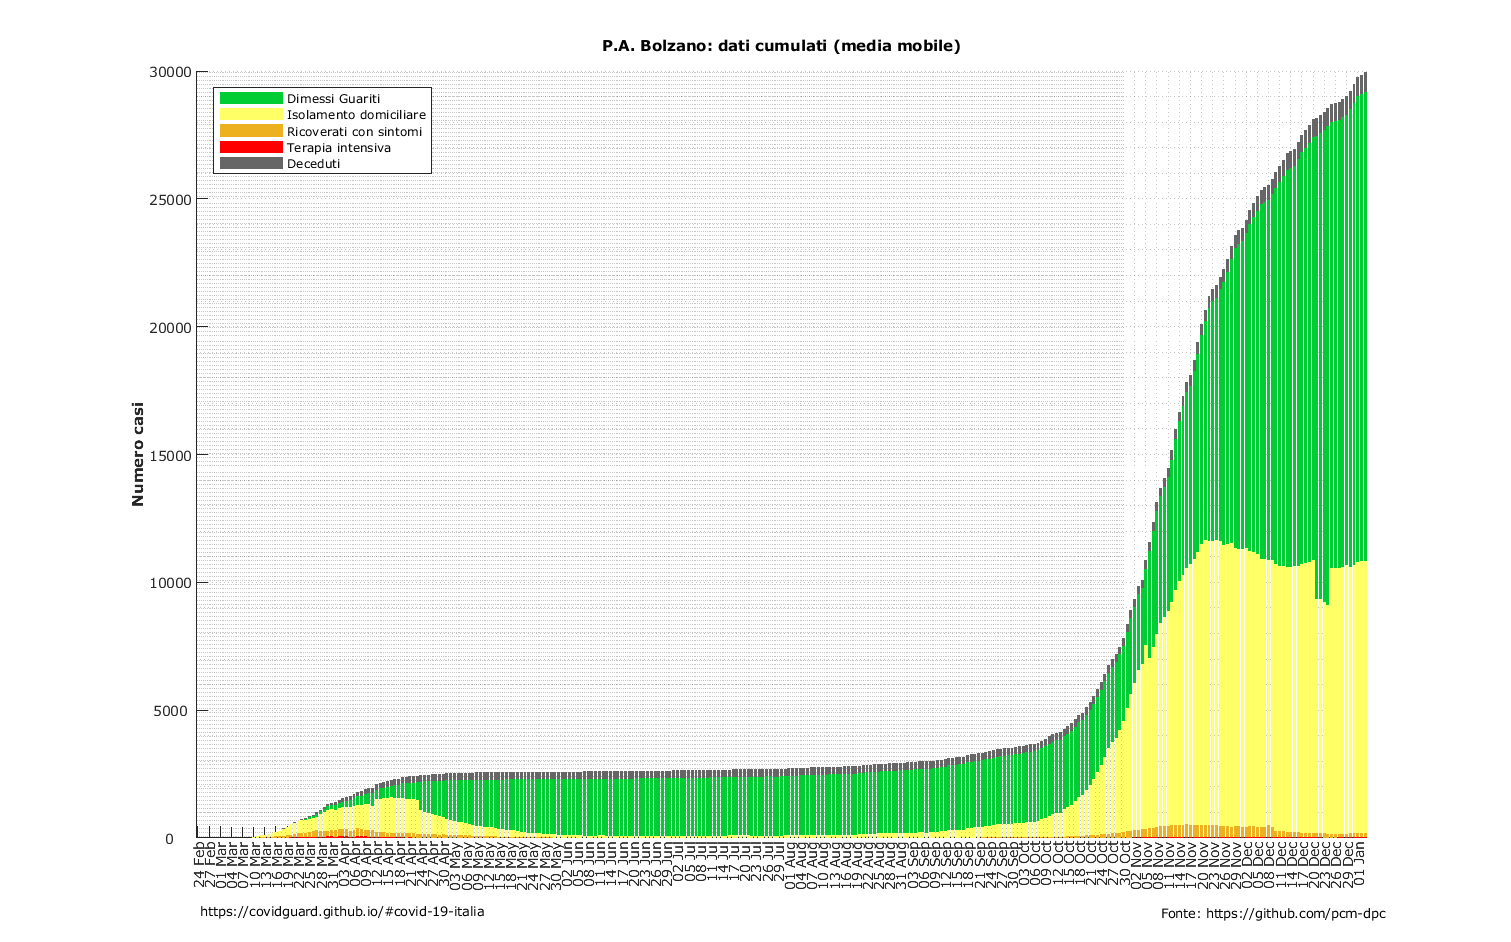 P.A. Bolzano: dati cumulati (media mobile)
Dimessi Guariti
Isolamento domiciliare
Ricoverati con sintomi
Terapia intensiva
Deceduti
Numero casi
30000
25000
20000
15000
10000
5000
0
24 Feb
27 Feb
01 Mar
04 Mar
07 Mar
10 Mar
13 Mar
16 Mar
19 Mar
22 Mar
25 Mar
28 Mar
31 Mar
03 Apr
06 Apr
09 Apr
12 Apr
15 Apr
18 Apr
21 Apr
24 Apr
27 Apr
30 Apr
03 May
06 May
09 May
12 May
15 May
18 May
21 May
24 May
27 May
30 May
02 Jun
05 Jun
08 Jun
11 Jun
14 Jun
17 Jun
20 Jun
23 Jun
26 Jun
29 Jun
02 Jul
05 Jul
08 Jul
11 Jul
14 Jul
17 Jul
20 Jul
23 Jul
26 Jul
29 Jul
01 Aug
04 Aug
07 Aug
10 Aug
13 Aug
16 Aug
19 Aug
22 Aug
25 Aug
28 Aug
31 Aug
03 Sep
06 Sep
09 Sep
12 Sep
15 Sep
18 Sep
21 Sep
24 Sep
27 Sep
30 Sep
03 Oct
06 Oct
09 Oct
12 Oct
15 Oct
18 Oct
21 Oct
24 Oct
27 Oct
30 Oct
02 Nov
05 Nov
08 Nov
11 Nov
14 Nov
17 Nov
20 Nov
23 Nov
26 Nov
29 Nov
02 Dec
05 Dec
08 Dec
11 Dec
14 Dec
17 Dec
20 Dec
23 Dec
26 Dec
29 Dec
01 Jan
https://covidguard.github.io/#covid-19-italia
Fonte: https://github.com/pcm-dpc